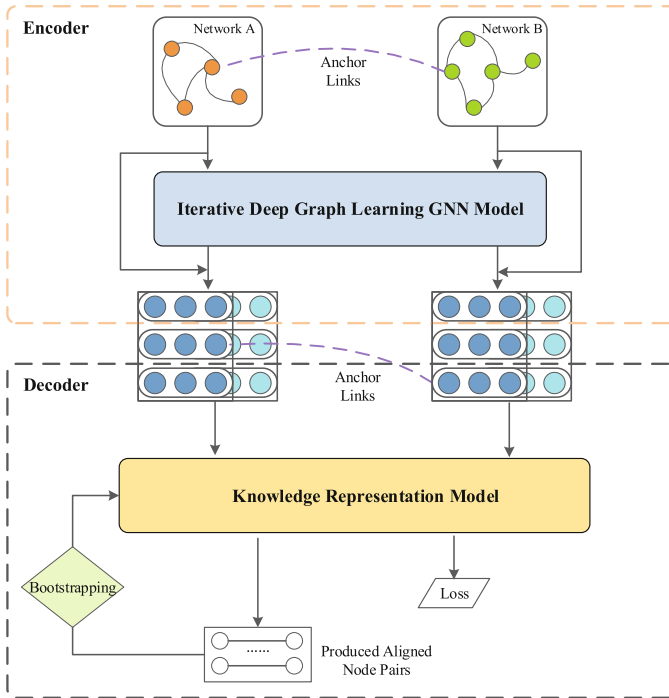 Encoder
Network A
Network B
Anchor
Links
Iterative Deep Graph Learning GNN Model
Decoder
Anchor
Links
Knowledge Representation Model
Bootstrapping
Loss
......
Produced Aligned
Node Pairs